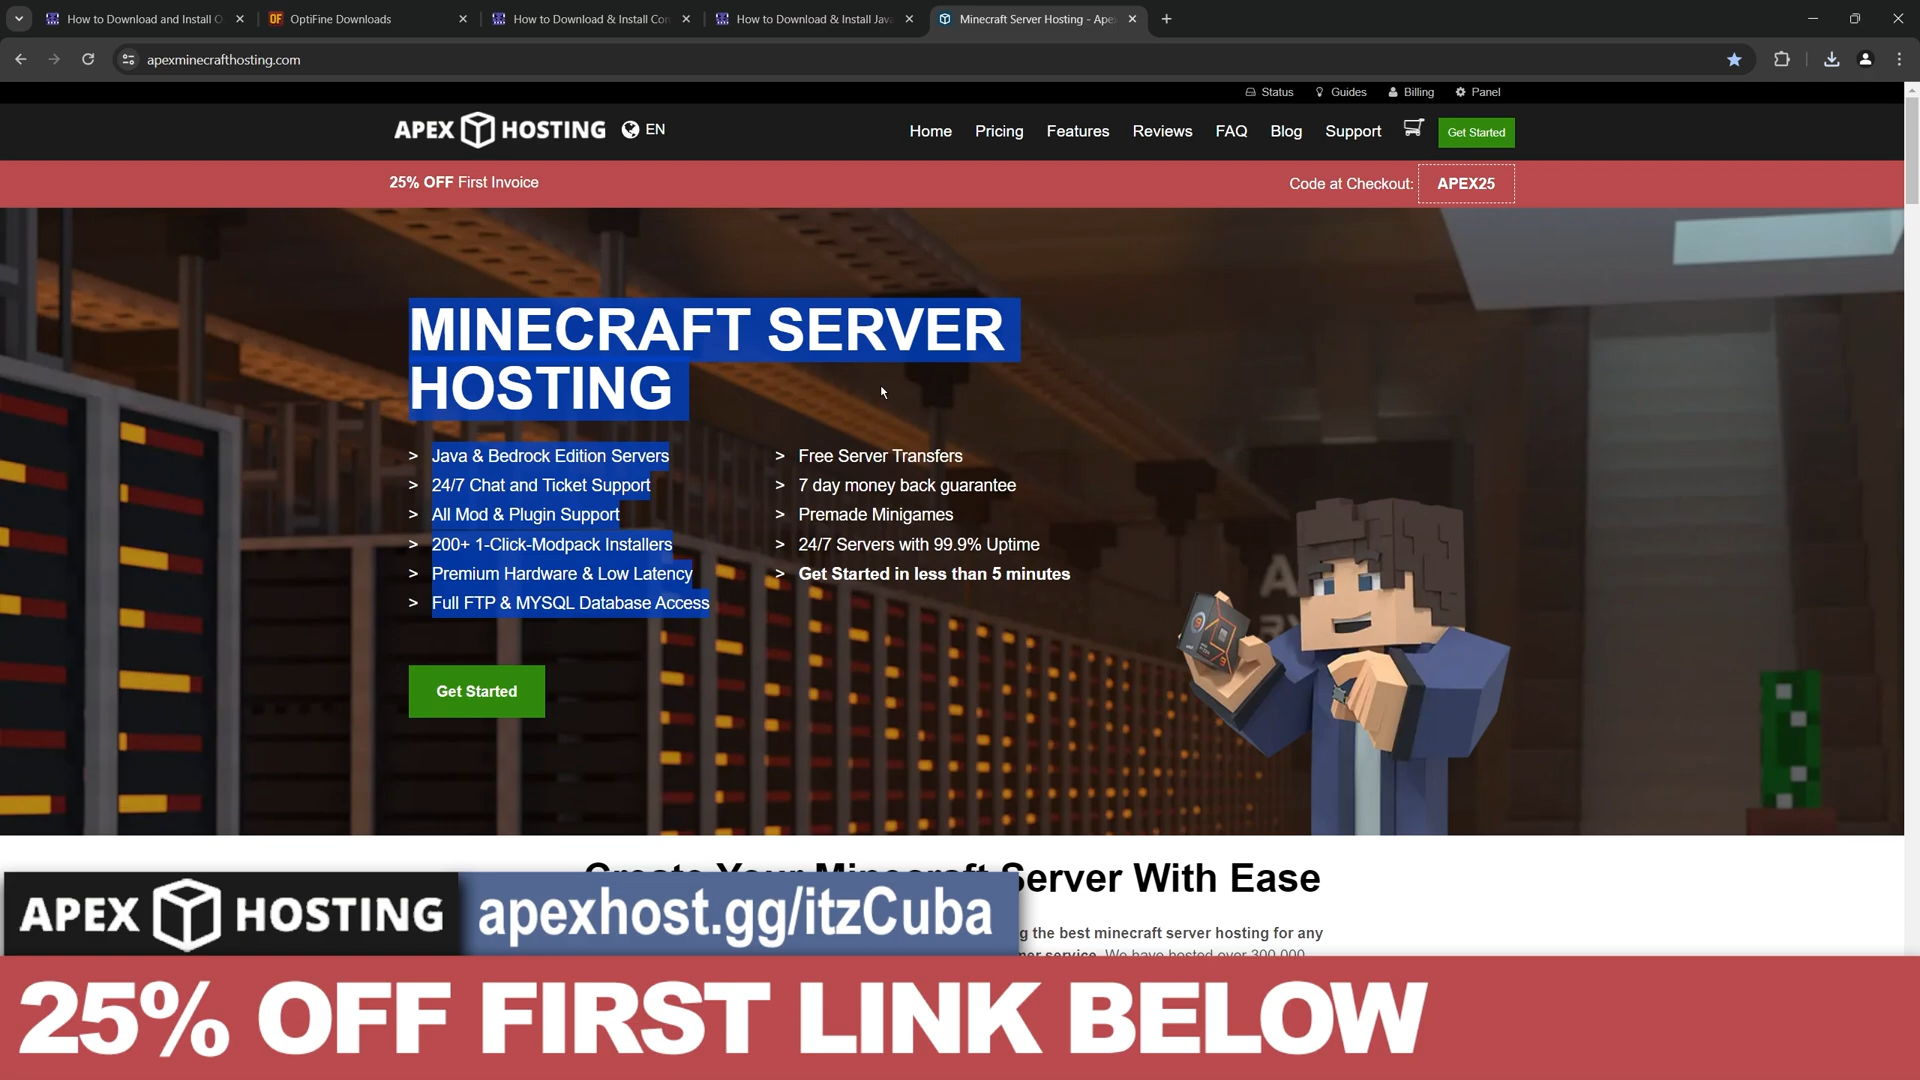 How to Download and Install O
OptiFine Downloads
How to Download & Install Con
How to Download & Install Java
Minecraft Server Hosting - Apex
apexminecrafthosting.com
Status
Guides
Billing
Panel
APEX HOSTING
EN
Home
Pricing
Features
Reviews
FAQ
Blog
Support
Get Started
25% OFF First Invoice
Code at Checkout: APEX25
MINECRAFT SERVER
HOSTING
> Java & Bedrock Edition Servers
> 24/7 Chat and Ticket Support
> All Mod & Plugin Support
> 200+ 1-Click-Modpack Installers
> Premium Hardware & Low Latency
> Full FTP & MYSQL Database Access
> Free Server Transfers
> 7 day money back guarantee
> Premade Minigames
> 24/7 Servers with 99.9% Uptime
> Get Started in less than 5 minutes
Get Started
Create Your Minecraft Server With Ease
g the best minecraft server hosting for any
mer service. We have hosted over 300,000
APEX HOSTING
apexhost.gg/itzCuba
25% OFF FIRST LINK BELOW